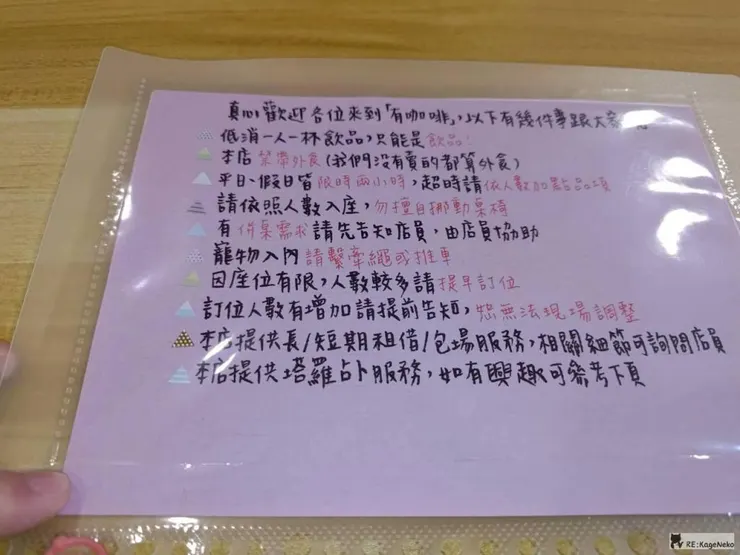 真心歡迎各位來到「有咖啡」,以下有幾件事跟大家
低消一人一杯飲品,只能是飲品!
本店禁帶外食(我們沒有賣的都算外食)
平日、假日皆限時兩小時,超時請依人數加點品項
請依照人數入座,勿擅自挪動桌椅
有併桌需求請先告知店員,由店員協助
寵物入內請繫牽繩或推車
因座位有限,人數較多請提早訂位
訂位人數有增加請提前告知,恕無法現場調整
本店提供長/短期租借/包場服務,相關細節可詢問店員
本店提供塔羅占卜服務,如有興趣可參考下頁
RE:KageNeko